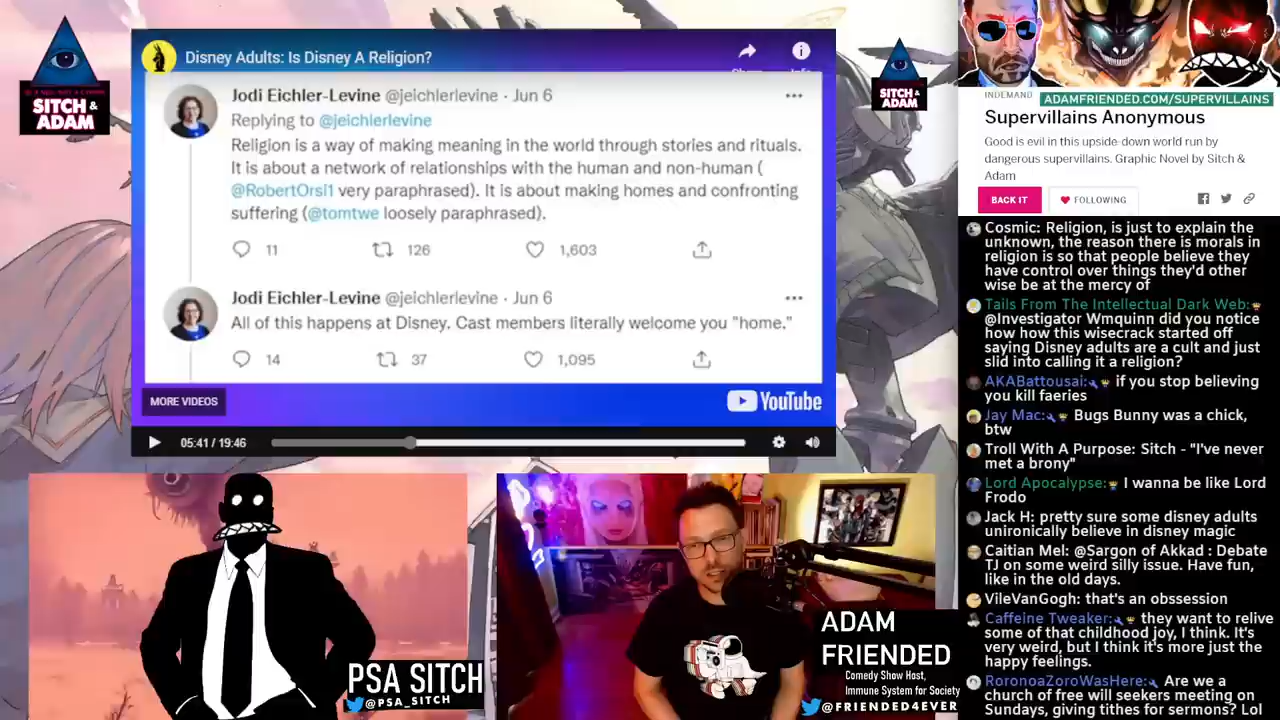 SITCH &
ADAM
Disney Adults: Is Disney A Religion?
Jodi Eichler-Levine @jeichlerlevine · Jun 6
Replying to @jeichlerlevine
Religion is a way of making meaning in the world through stories and rituals.
It is about a network of relationships with the human and non-human (
@RobertOrsI1 very paraphrased). It is about making homes and confronting
suffering (@tomtwe loosely paraphrased).
11
126
1,603
Jodi Eichler-Levine @jeichlerlevine · Jun 6
All of this happens at Disney. Cast members literally welcome you "home."
14
37
1,095
MORE VIDEOS
YouTube
05:41 / 19:46
SITCH &
ADAM
PSA SITCH
@PSA_SITCH
ADAM
FRIENDED
Comedy Show Host,
Immune System for Society
@FRIENDED4EVER
INDEMAND
ADAMFRIENDED.COM/SUPERVILLAINS
Supervillains Anonymous
Good is evil in this upside-down world run by
dangerous supervillains. Graphic Novel by Sitch &
Adam
BACK IT
FOLLOWING
Cosmic: Religion, is just to explain the
unknown, the reason there is morals in
religion is so that people believe they
have control over things they'd other
wise be at the mercy of
Tails From The Intellectual Dark Web:
@Investigator Wmquinn did you notice
how how this wisecrack started off
saying Disney adults are a cult and just
slid into calling it a religion?
AKABattousai: if you stop believing
you kill faeries
Jay Mac: Bugs Bunny was a chick,
btw
Troll With A Purpose: Sitch - "I've never
met a brony"
Lord Apocalypse: I wanna be like Lord
Frodo
Jack H: pretty sure some disney adults
unironically believe in disney magic
Caitian Mel: @Sargon of Akkad : Debate
TJ on some weird silly issue. Have fun,
like in the old days.
VileVanGogh: that's an obssession
Caffeine Tweaker: they want to relive
some of that childhood joy, I think. It's
very weird, but I think it's more just the
happy feelings.
RoronoaZoroWasHere: Are we a
church of free will seekers meeting on
Sundays, giving tithes for sermons? Lol